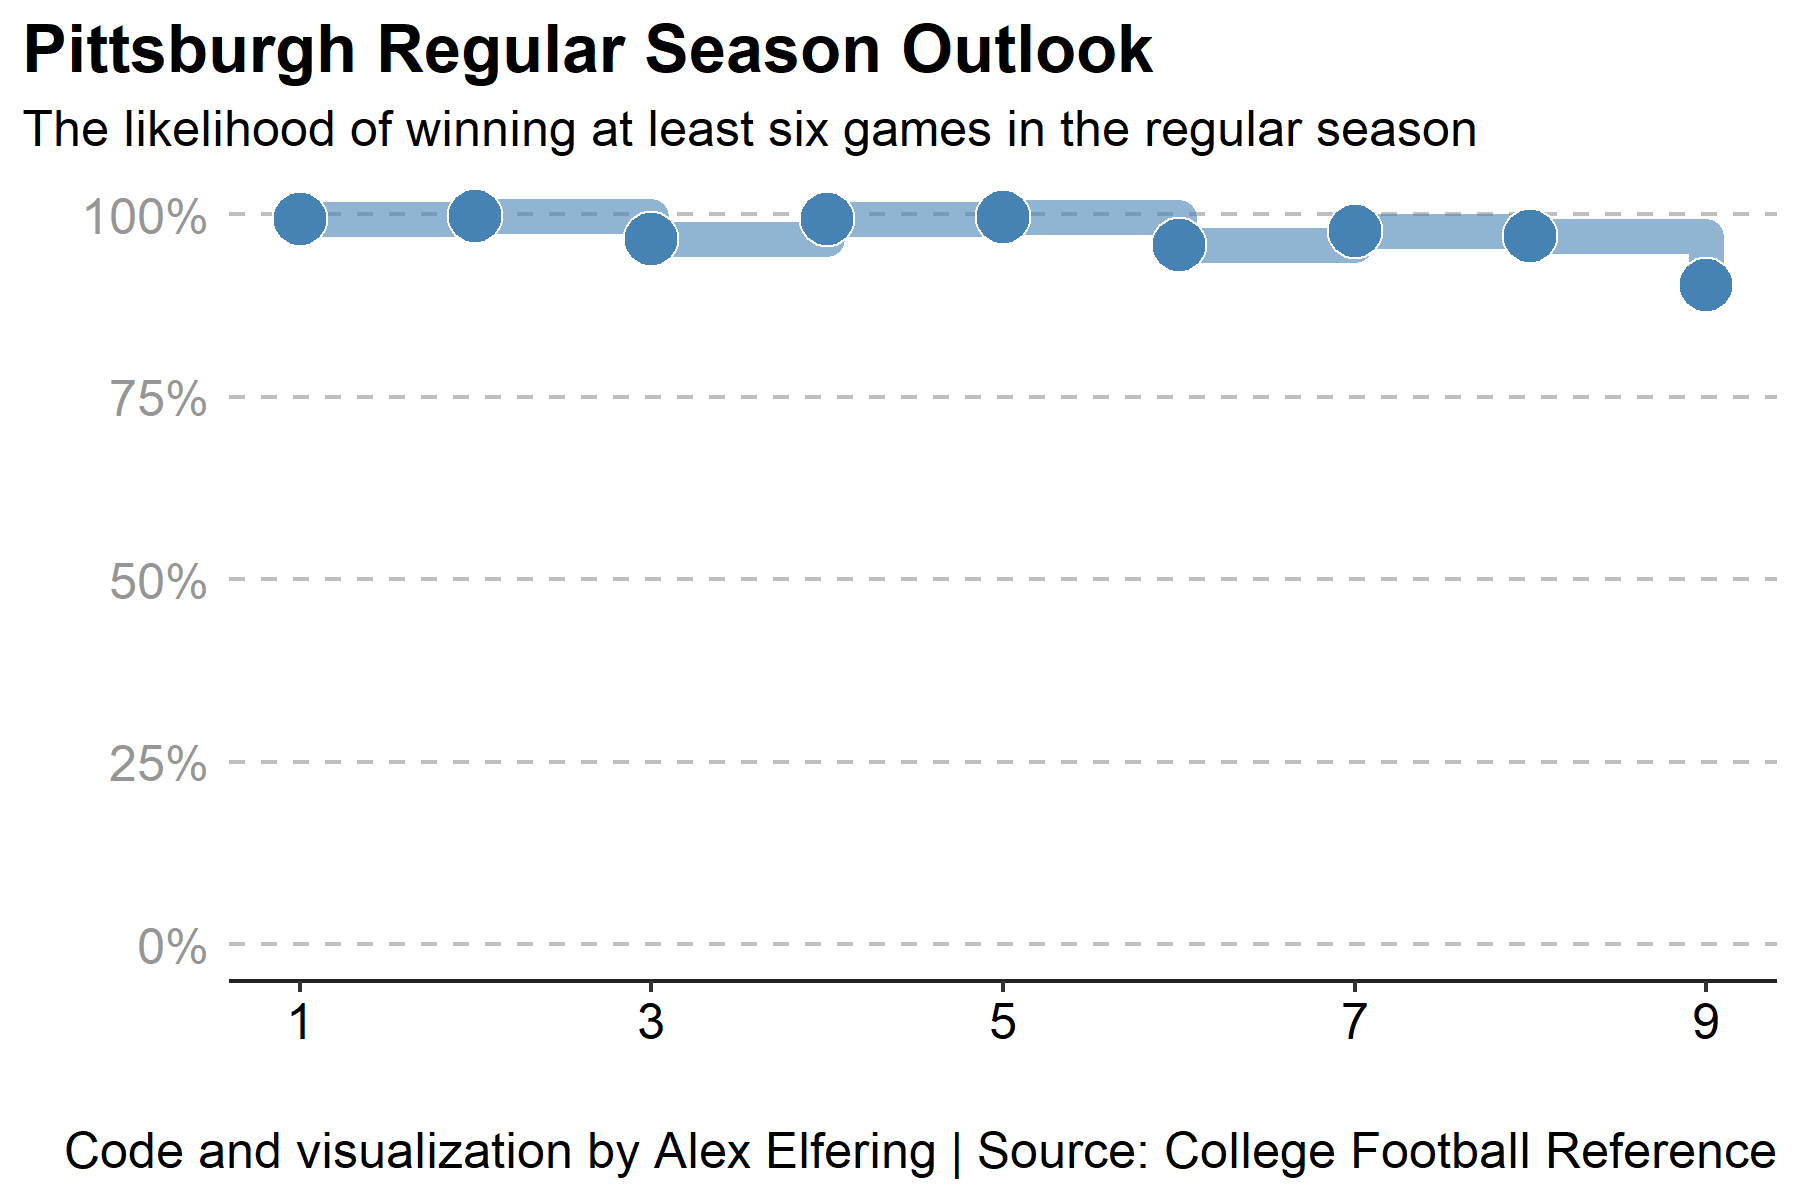 Pittsburgh Regular Season Outlook
The likelihood of winning at least six games in the regular season
100%
75%
50%
25%
0%
1 3 5 7 9
Code and visualization by Alex Elfering | Source: College Football Reference